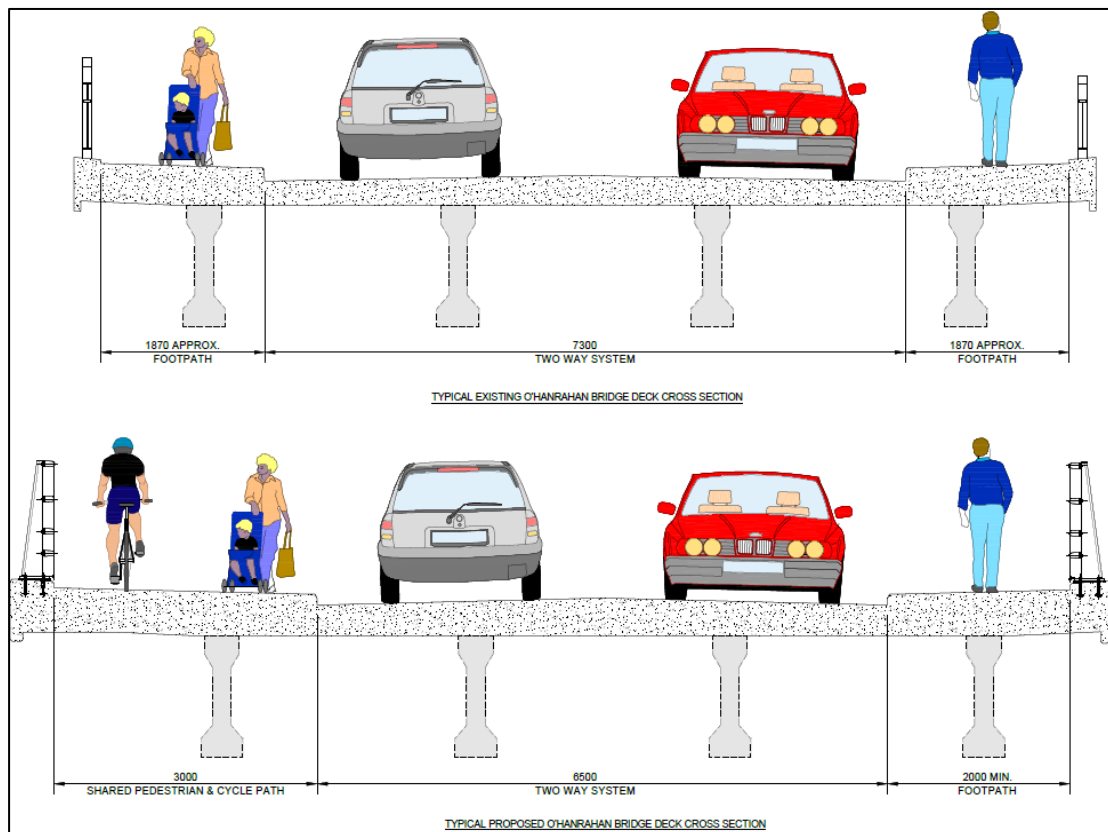 1870 APPROX.
FOOTPATH
7300
TWO WAY SYSTEM
1870 APPROX.
FOOTPATH
TYPICAL EXISTING O'HANRAHAN BRIDGE DECK CROSS SECTION
3000
SHARED PEDESTRIAN & CYCLE PATH
6500
TWO WAY SYSTEM
2000 MIN.
FOOTPATH
TYPICAL PROPOSED O'HANRAHAN BRIDGE DECK CROSS SECTION